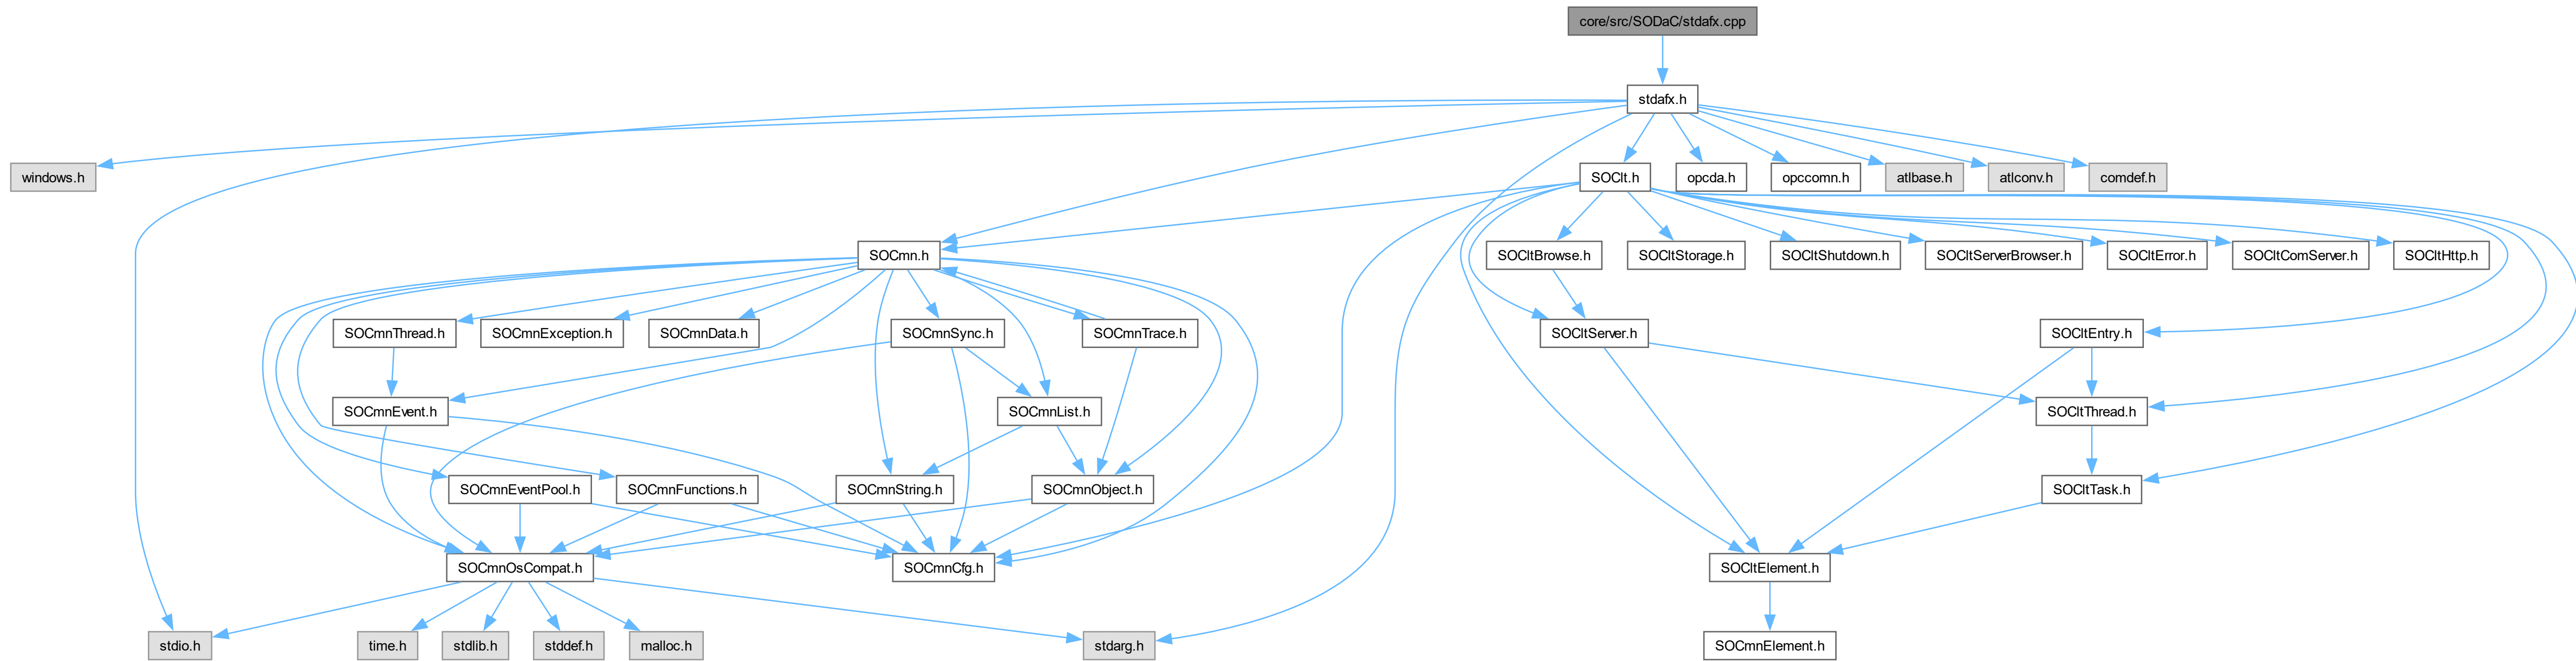 core/src/SODaC/stdafx.cpp
stdafx.h
windows.h
SOClt.h
opcda.h
opccomn.h
atlbase.h
atlconv.h
comdef.h
SOCmn.h
SOCltBrowse.h
SOCltStorage.h
SOCltShutdown.h
SOCltServerBrowser.h
SOCltError.h
SOCltComServer.h
SOCltHttp.h
SOCmnThread.h
SOCmnException.h
SOCmnData.h
SOCmnSync.h
SOCmnTrace.h
SOCltServer.h
SOCltEntry.h
SOCmnEvent.h
SOCmnList.h
SOCltThread.h
SOCmnEventPool.h
SOCmnFunctions.h
SOCmnString.h
SOCmnObject.h
SOCltTask.h
SOCmnOsCompat.h
SOCmnCfg.h
SOCltElement.h
stdio.h
time.h
stdlib.h
stddef.h
malloc.h
stdarg.h
SOCmnElement.h